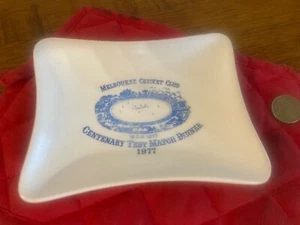 MELBOURNE CRICKET CLUB
CENTENARY TEST MATCH DINNER
1977